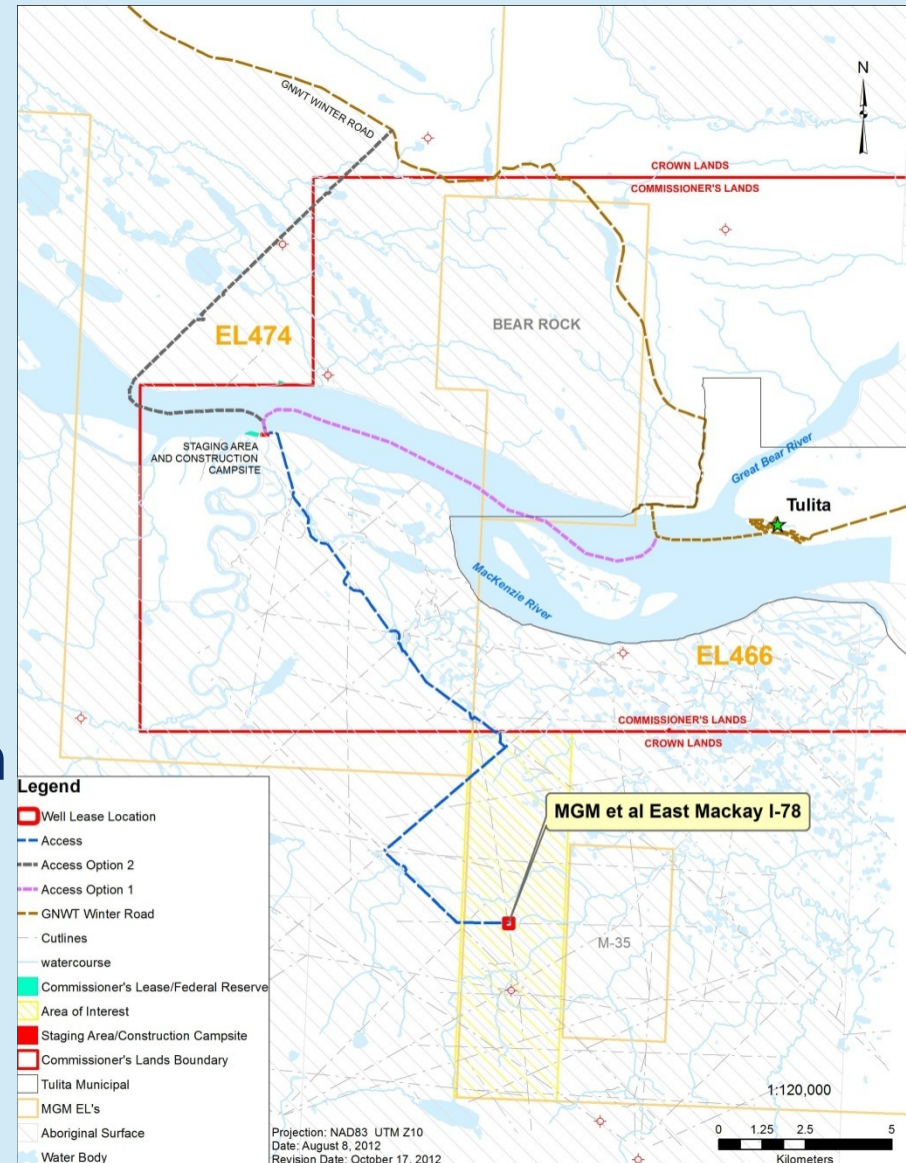 GNWT WINTER ROAD
N
CROWN LANDS
COMMISSIONER'S LANDS
BEAR ROCK
EL474
STAGING AREA
AND CONSTRUCTION
CAMPSITE
Great Bear River
Tulita
MacKenzie River
EL466
COMMISSIONER'S LANDS
CROWN LANDS
MGM et al East Mackay I-78
M-35
Legend
Well Lease Location
Access
Access Option 2
Access Option 1
GNWT Winter Road
Cutlines
watercourse
Commissioner's Lease/Federal Reserve
Area of Interest
Staging Area/Construction Campsite
Commissioner's Lands Boundary
Tulita Municipal
MGM EL's
Aboriginal Surface
Water Body
Projection: NAD83 UTM Z10
Date: August 8, 2012
Revision Date: October 17, 2012
1:120,000
0 1.25 2.5 5
Kilometers